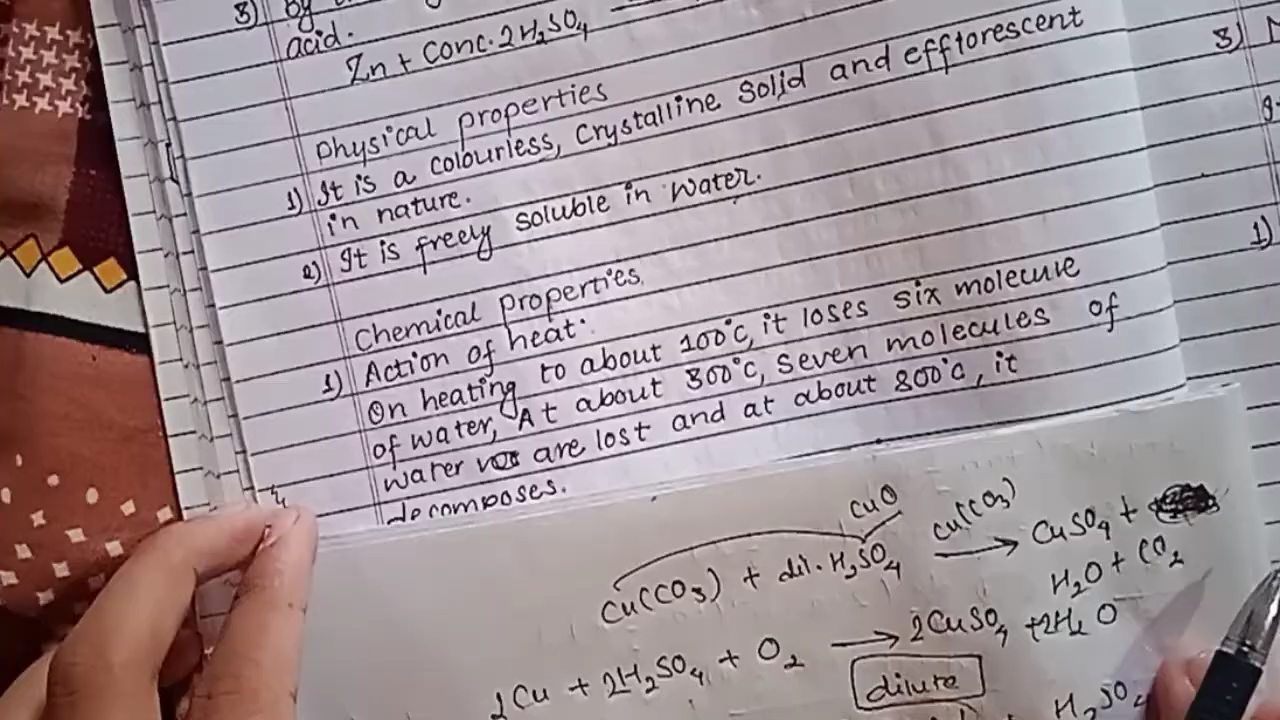 3) by
acid.
Zn + conc. 2H₂SO₄
Physical properties
1) It is a colourless, crystalline solid and efflorescent
in nature.
2) It is freely soluble in water.
Chemical properties.
1) Action of heat.
On heating to about 100°C, it loses six molecule
of water, At about 300°C, seven molecules of
water are lost and at about 800°C, it
decomposes.
CuO
Cu(CO₃) + dil. H₂SO₄ Cu(CO₃) → CuSO₄ +
H₂O + CO₂
2Cu + 2H₂SO₄ + O₂ → 2CuSO₄ + 2H₂O
dilute
H₂SO₄
3)
1)